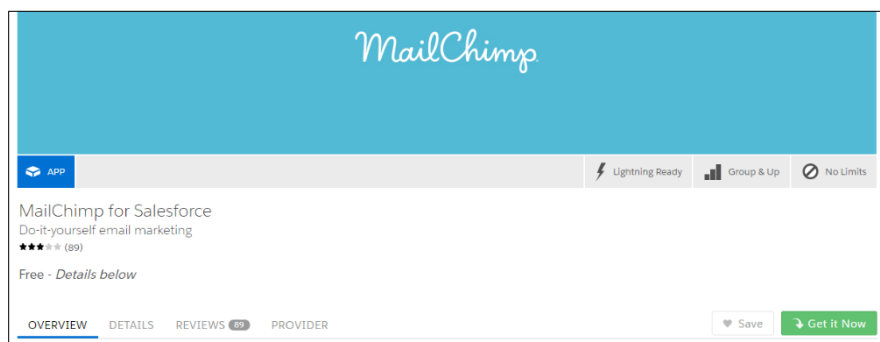 MailChimp
APP
Lightning Ready
Group & Up
No Limits
MailChimp for Salesforce
Do-it-yourself email marketing
(89)
Free - Details below
OVERVIEW DETAILS REVIEWS 89 PROVIDER
Save
Get it Now